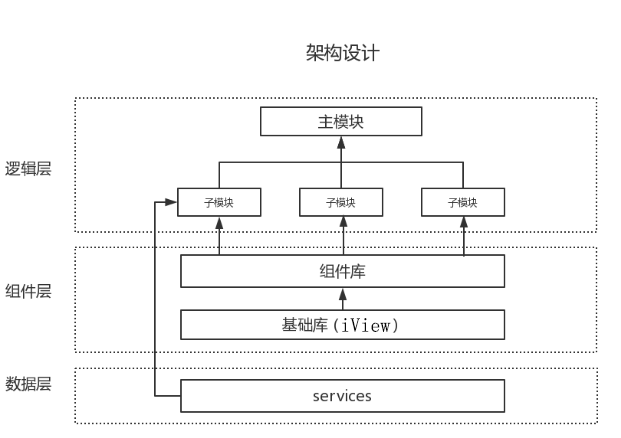 架构设计
逻辑层
主模块
子模块
子模块
子模块
组件层
组件库
基础库(iView)
数据层
services